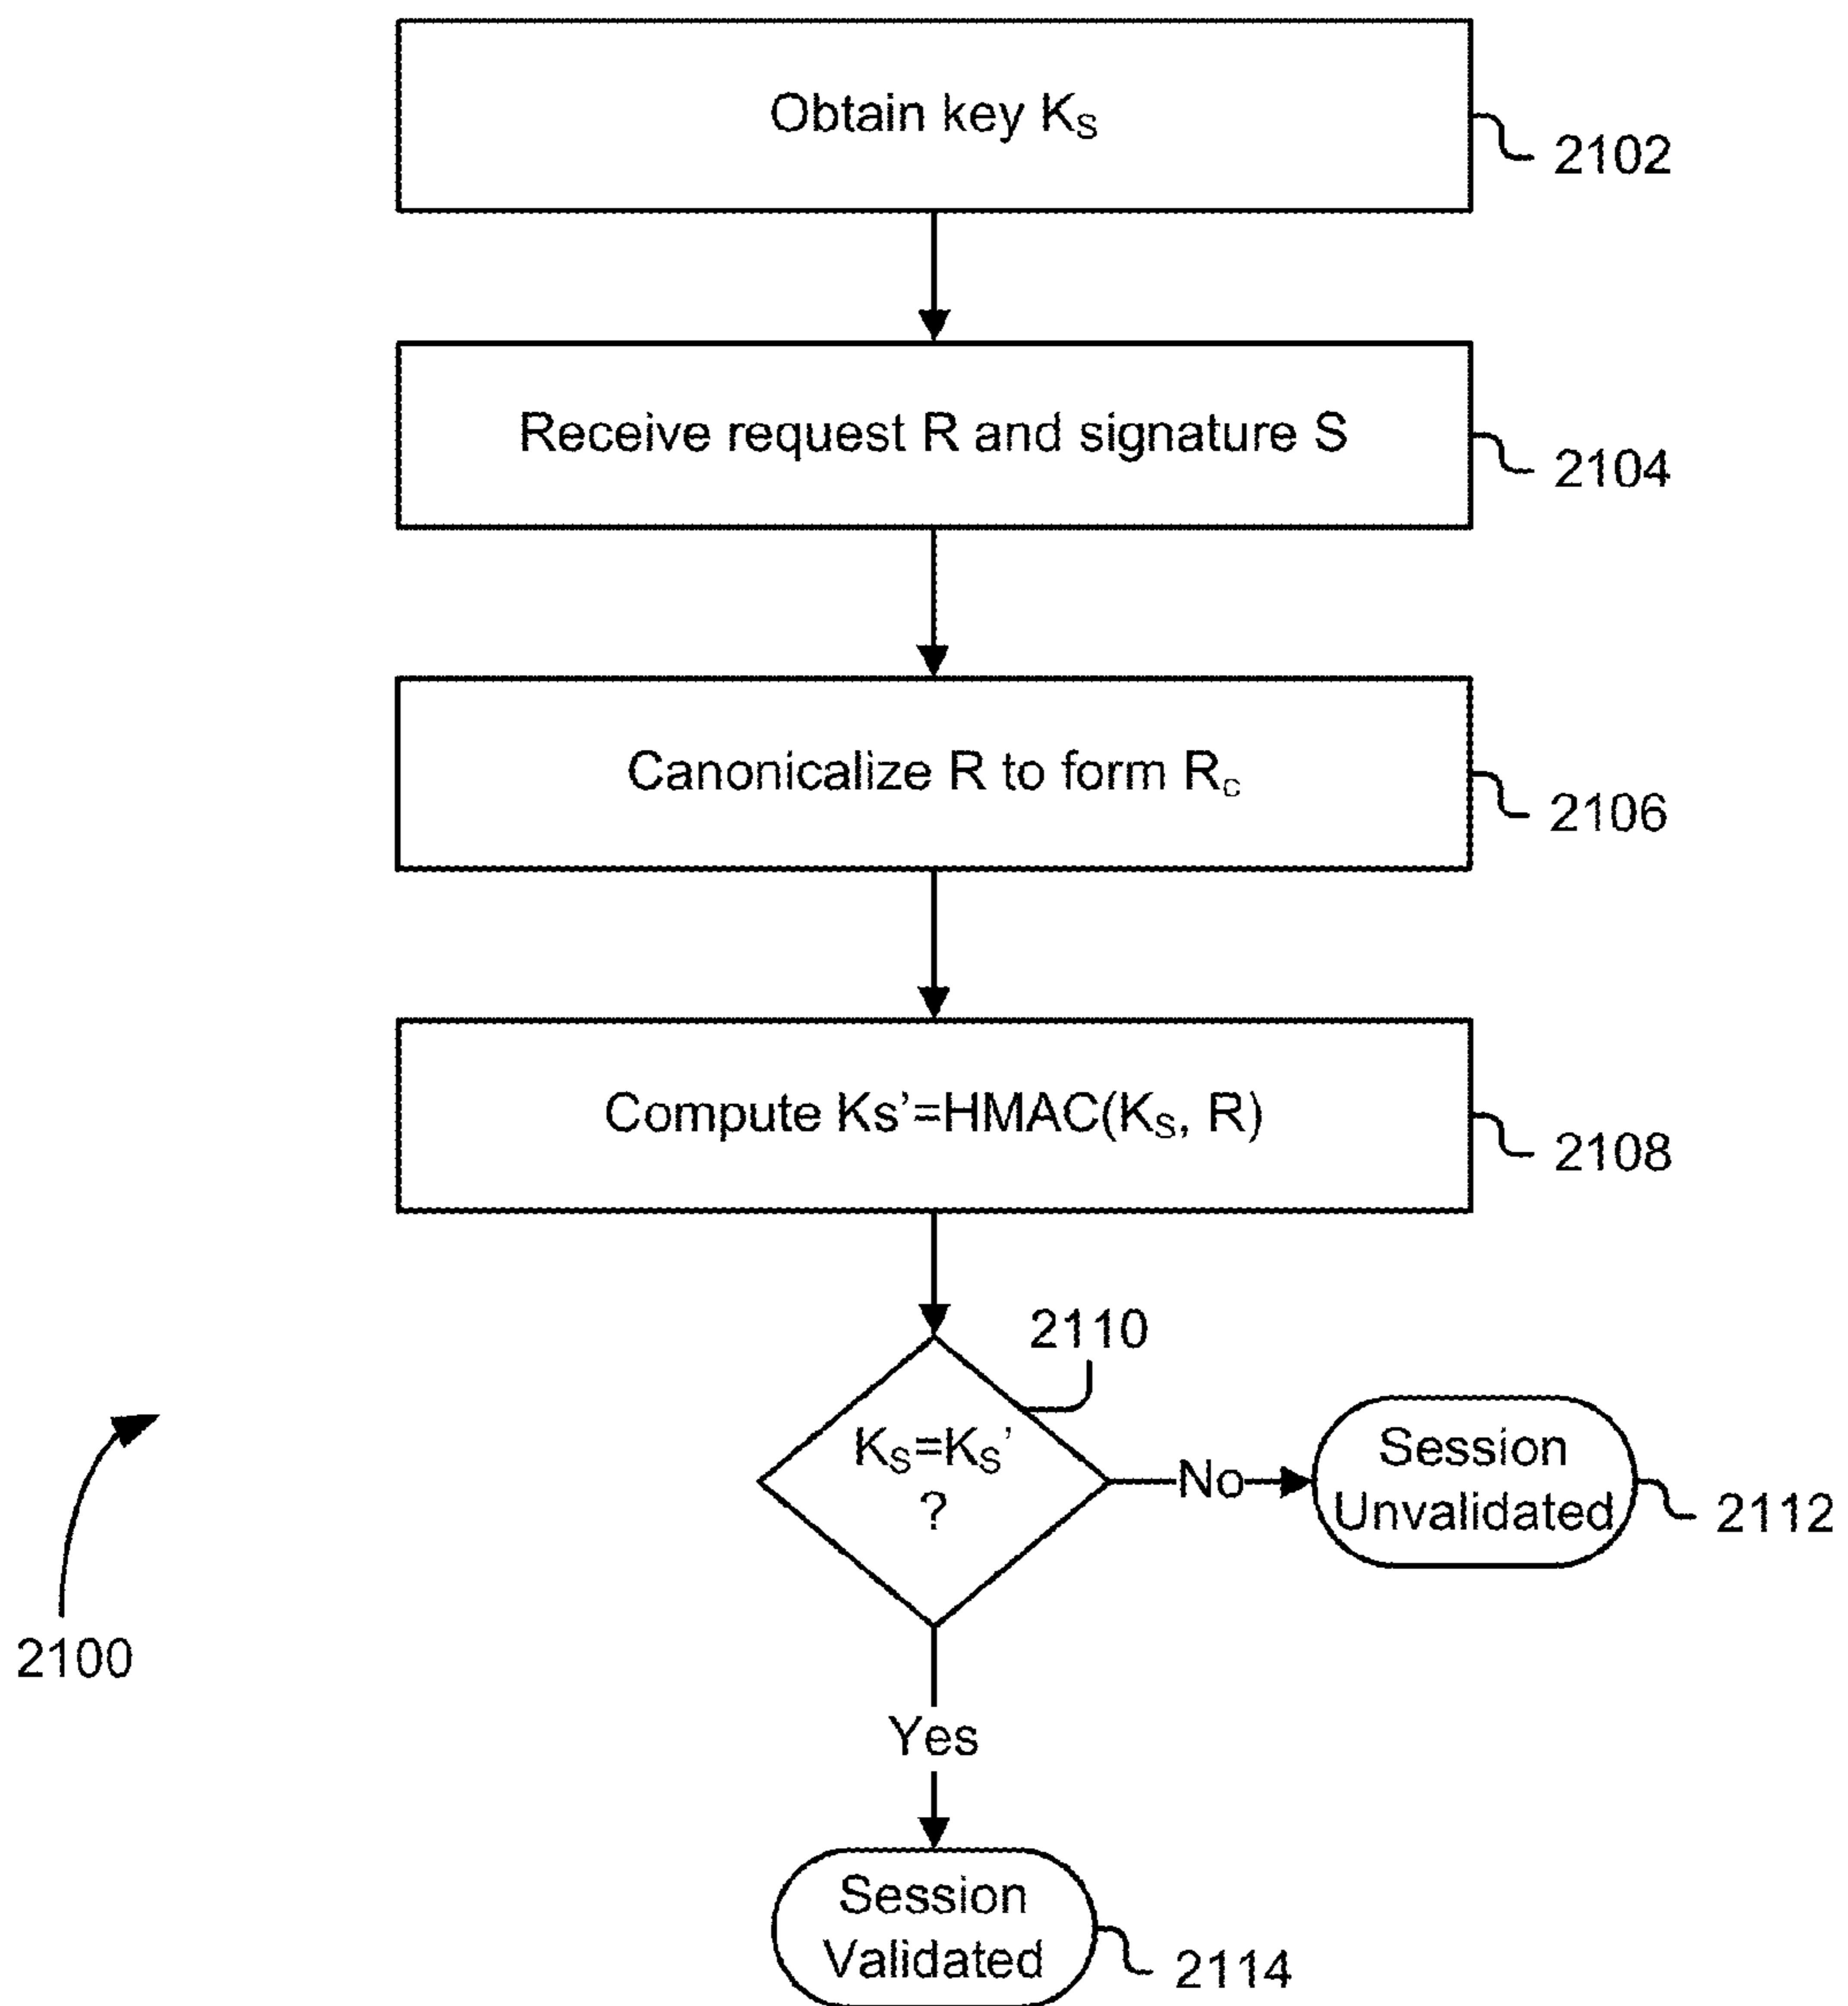 Obtain key KS
2102
Receive request R and signature S
2104
Canonicalize R to form Rc
2106
Compute Ks’=HMAC(KS, R)
2108
2110
KS=KS’
?
No
Session
Unvalidated
2112
2100
Yes
Session
Validated
2114